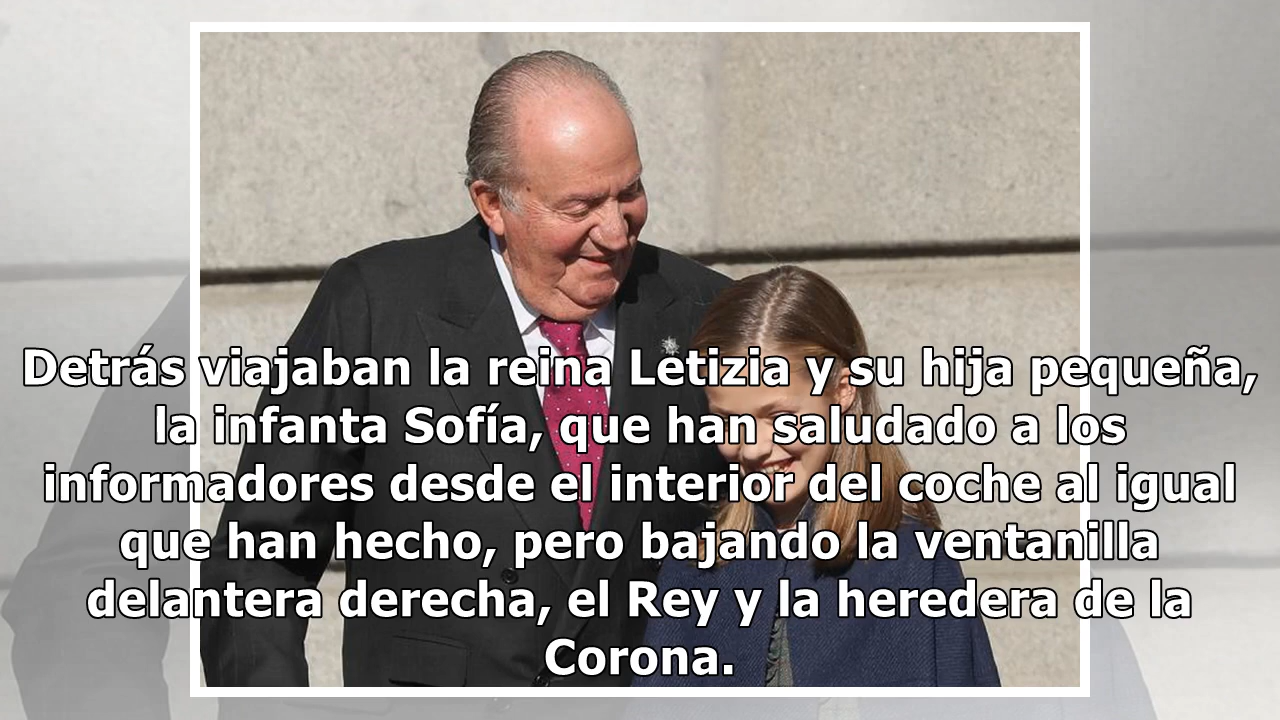 Detrás viajaban la reina Letizia y su hija pequeña,
la infanta Sofía, que han saludado a los
informadores desde el interior del coche al igual
que han hecho, pero bajando la ventanilla
delantera derecha, el Rey y la heredera de la
Corona.